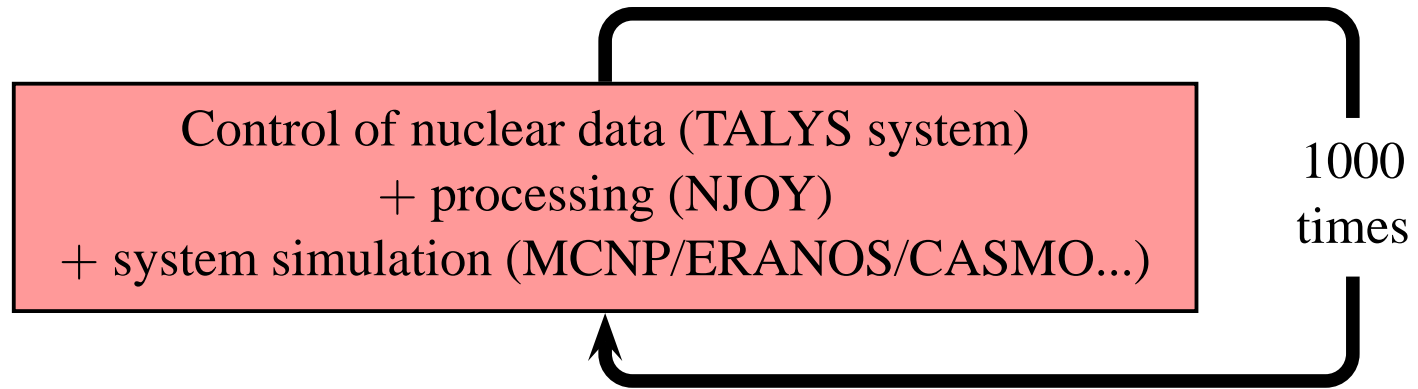 Control of nuclear data (TALYS system)
+ processing (NJOY)
+ system simulation (MCNP/ERANOS/CASMO...)
1000
times